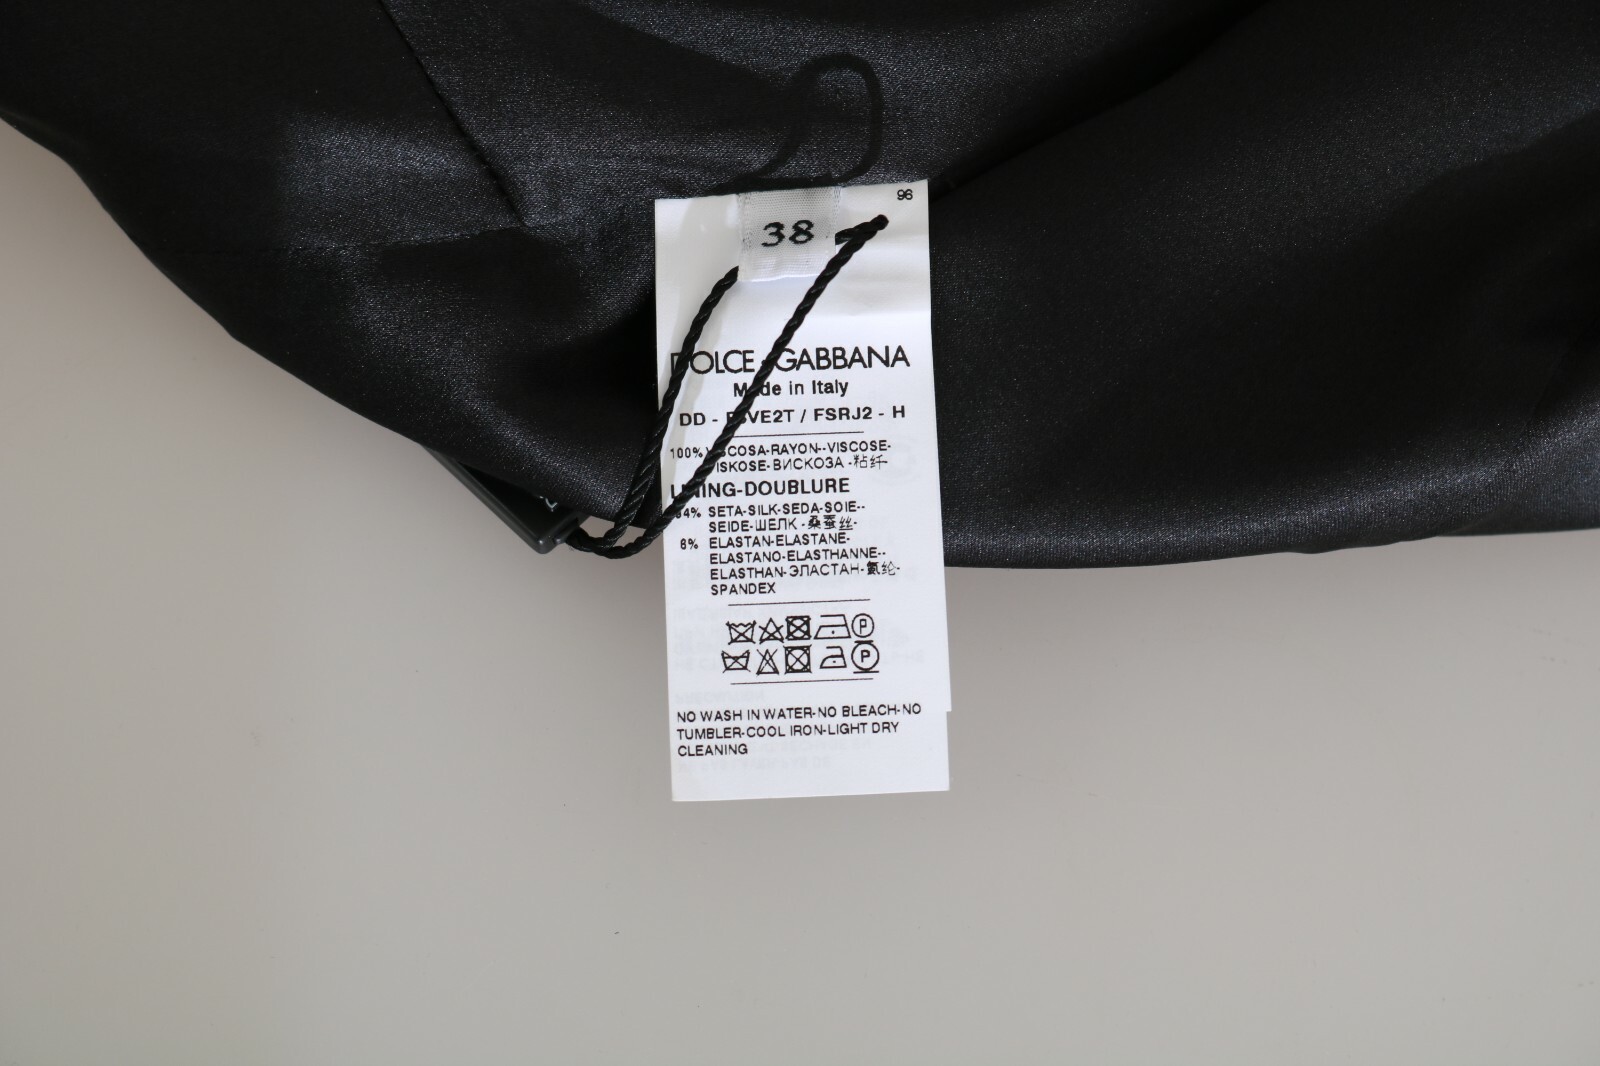 96
38
DOLCE & GABBANA
Made in Italy
DD - VE2T / FSRJ2 - H
100% VISCOSA-RAYON--VISCOSE-
VISKOSE-ВИСКОЗА-粘纤-
LINING-DOUBLURE
94% SETA-SILK-SEDA-SOIE--
SEIDE-ШЕЛК-桑蚕丝-
6% ELASTAN-ELASTANE-
ELASTANO-ELASTHANNE--
ELASTHAN-ЭЛАСТАН-氨纶-
SPANDEX
P
P
NO WASH IN WATER-NO BLEACH-NO
TUMBLER-COOL IRON-LIGHT DRY
CLEANING